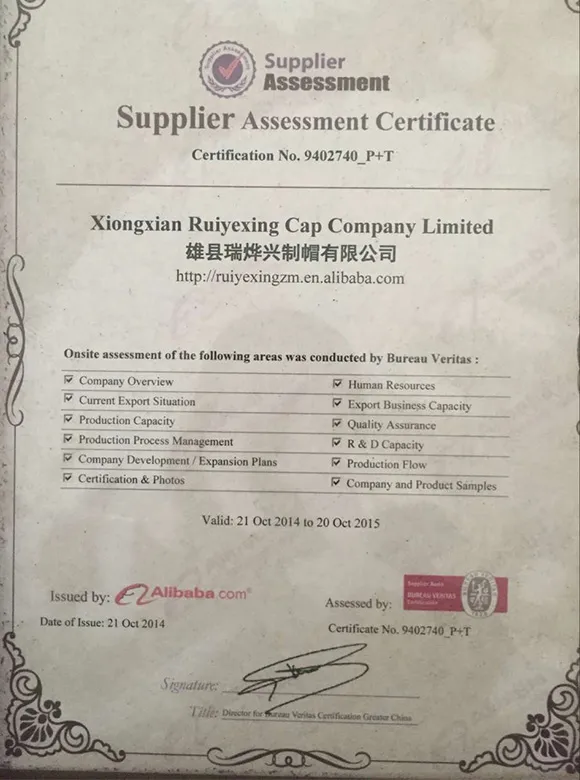 Supplier Assessment
Supplier
Assessment
Supplier Assessment Certificate
Certification No. 9402740_P+T
Xiongxian Ruiyexing Cap Company Limited
雄县瑞烨兴制帽有限公司
http://ruiyexingzm.en.alibaba.com
Onsite assessment of the following areas was conducted by Bureau Veritas :
Company Overview
Human Resources
Current Export Situation
Export Business Capacity
Production Capacity
Quality Assurance
Production Process Management
R & D Capacity
Company Development / Expansion Plans
Production Flow
Certification & Photos
Company and Product Samples
Valid: 21 Oct 2014 to 20 Oct 2015
Issued by: Alibaba.com
Assessed by:
BUREAU VERITAS
Certification
Date of Issue: 21 Oct 2014
Certificate No. 9402740_P+T
Signature:
Title: Director for Bureau Veritas Certification Greater China